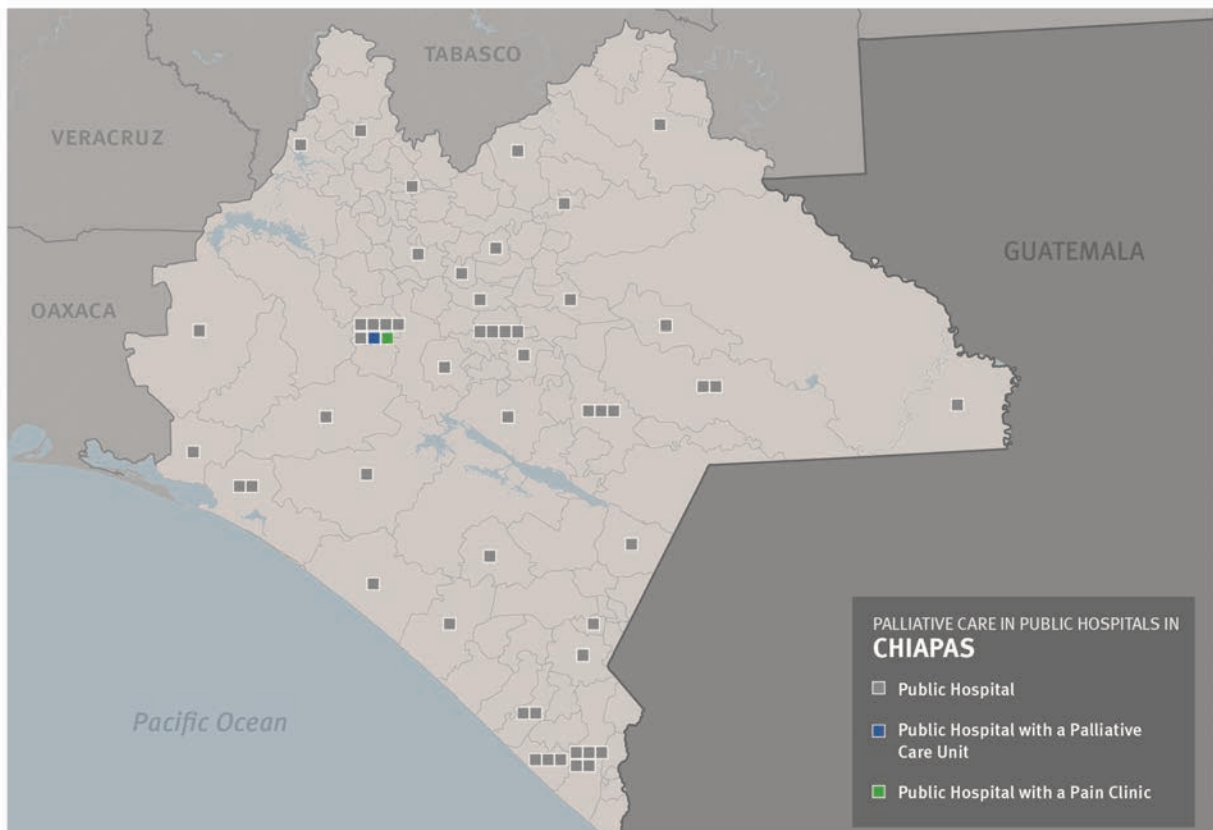 TABASCO
VERACRUZ
GUATEMALA
OAXACA
PALLIATIVE CARE IN PUBLIC HOSPITALS IN
CHIAPAS
Public Hospital
Pacific Ocean
Public Hospital with a Palliative
Care Unit
Public Hospital with a Pain Clinic